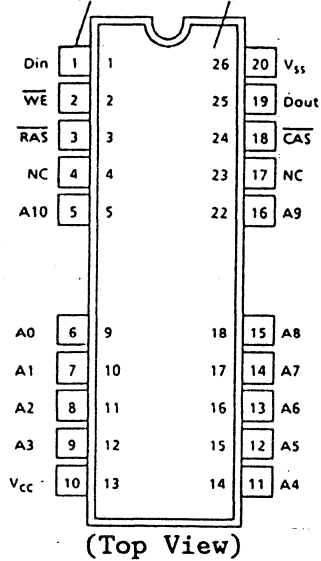 Din 1 1 26 20 Vss
WE 2 2 25 19 Dout
RAS 3 3 24 18 CAS
NC 4 4 23 17 NC
A10 5 5 22 16 A9
A0 6 9 18 15 A8
A1 7 10 17 14 A7
A2 8 11 16 13 A6
A3 9 12 15 12 A5
Vcc 10 13 14 11 A4
(Top View)